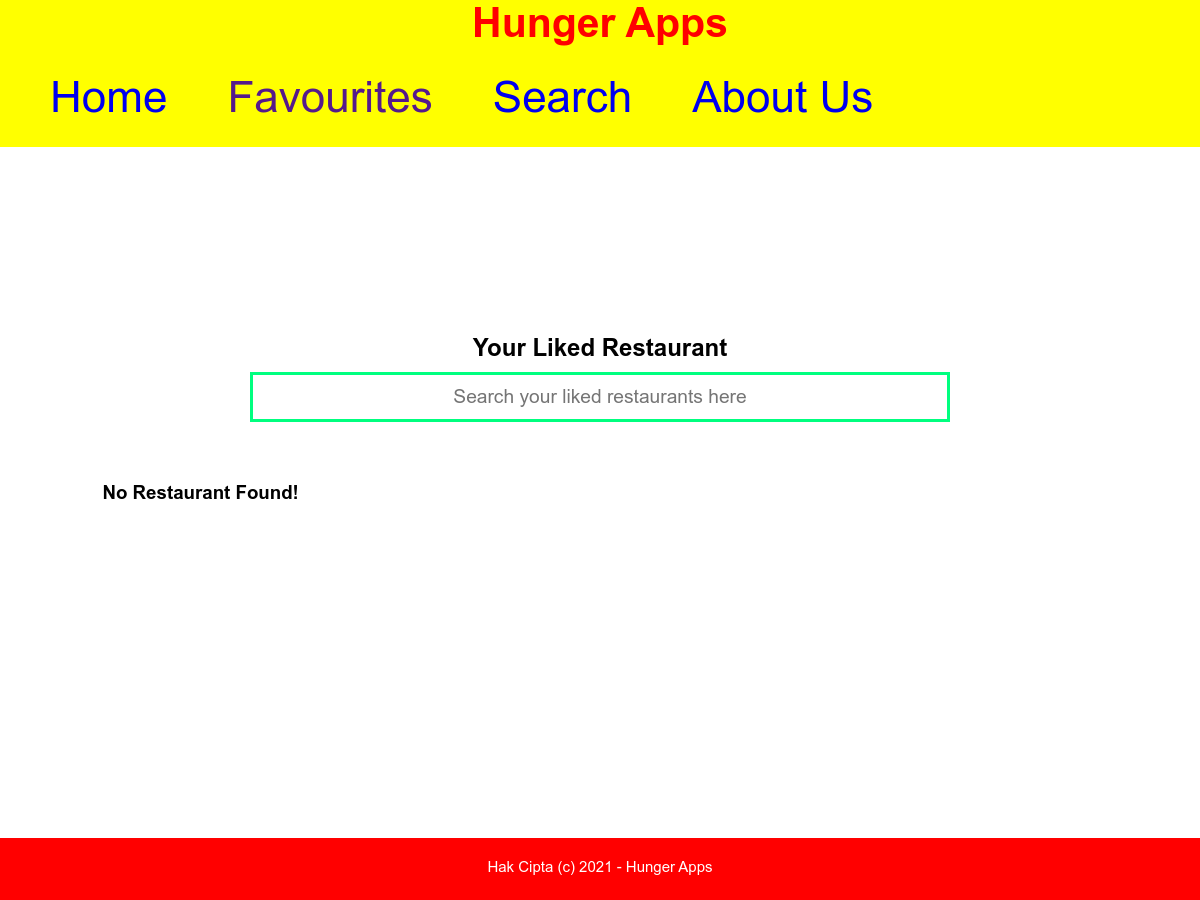 Hunger Apps
Home Favourites Search About Us
Your Liked Restaurant
Search your liked restaurants here
No Restaurant Found!
Hak Cipta (c) 2021 - Hunger Apps